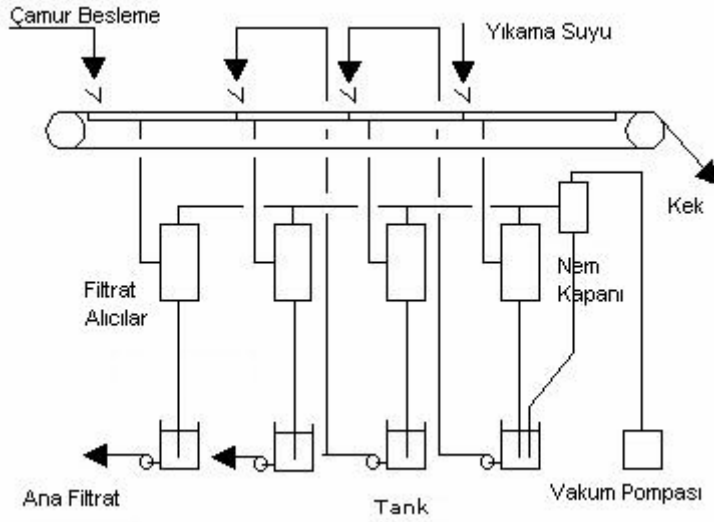 Çamur Besleme
Yıkama Suyu
Kek
Filtrat
Alıcılar
Nem
Kapanı
Ana Filtrat
Tank
Vakum Pompası